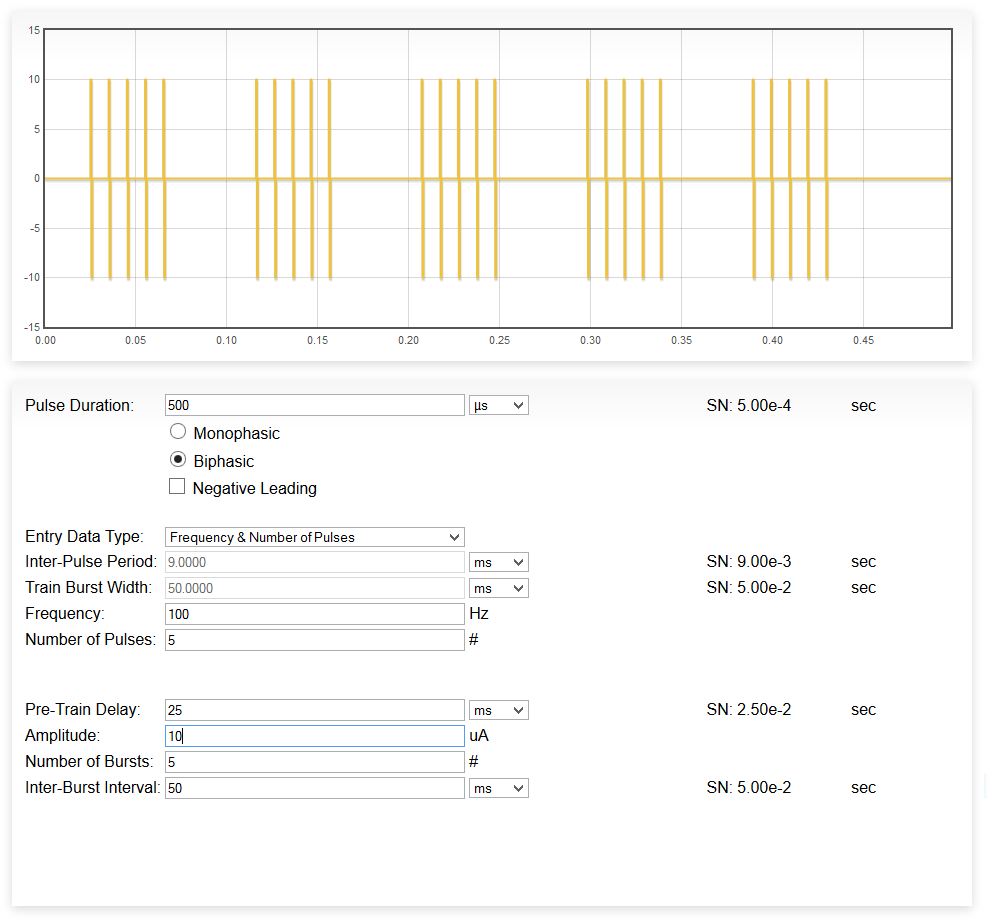 15
10
5
0
-5
-10
-15
0.00 0.05 0.10 0.15 0.20 0.25 0.30 0.35 0.40 0.45
Pulse Duration: 500 µs SN: 5.00e-4 sec
Monophasic
Biphasic
Negative Leading
Entry Data Type: Frequency & Number of Pulses
Inter-Pulse Period: 9.0000 ms SN: 9.00e-3 sec
Train Burst Width: 50.0000 ms SN: 5.00e-2 sec
Frequency: 100 Hz
Number of Pulses: 5 #
Pre-Train Delay: 25 ms SN: 2.50e-2 sec
Amplitude: 10 uA
Number of Bursts: 5 #
Inter-Burst Interval: 50 ms SN: 5.00e-2 sec